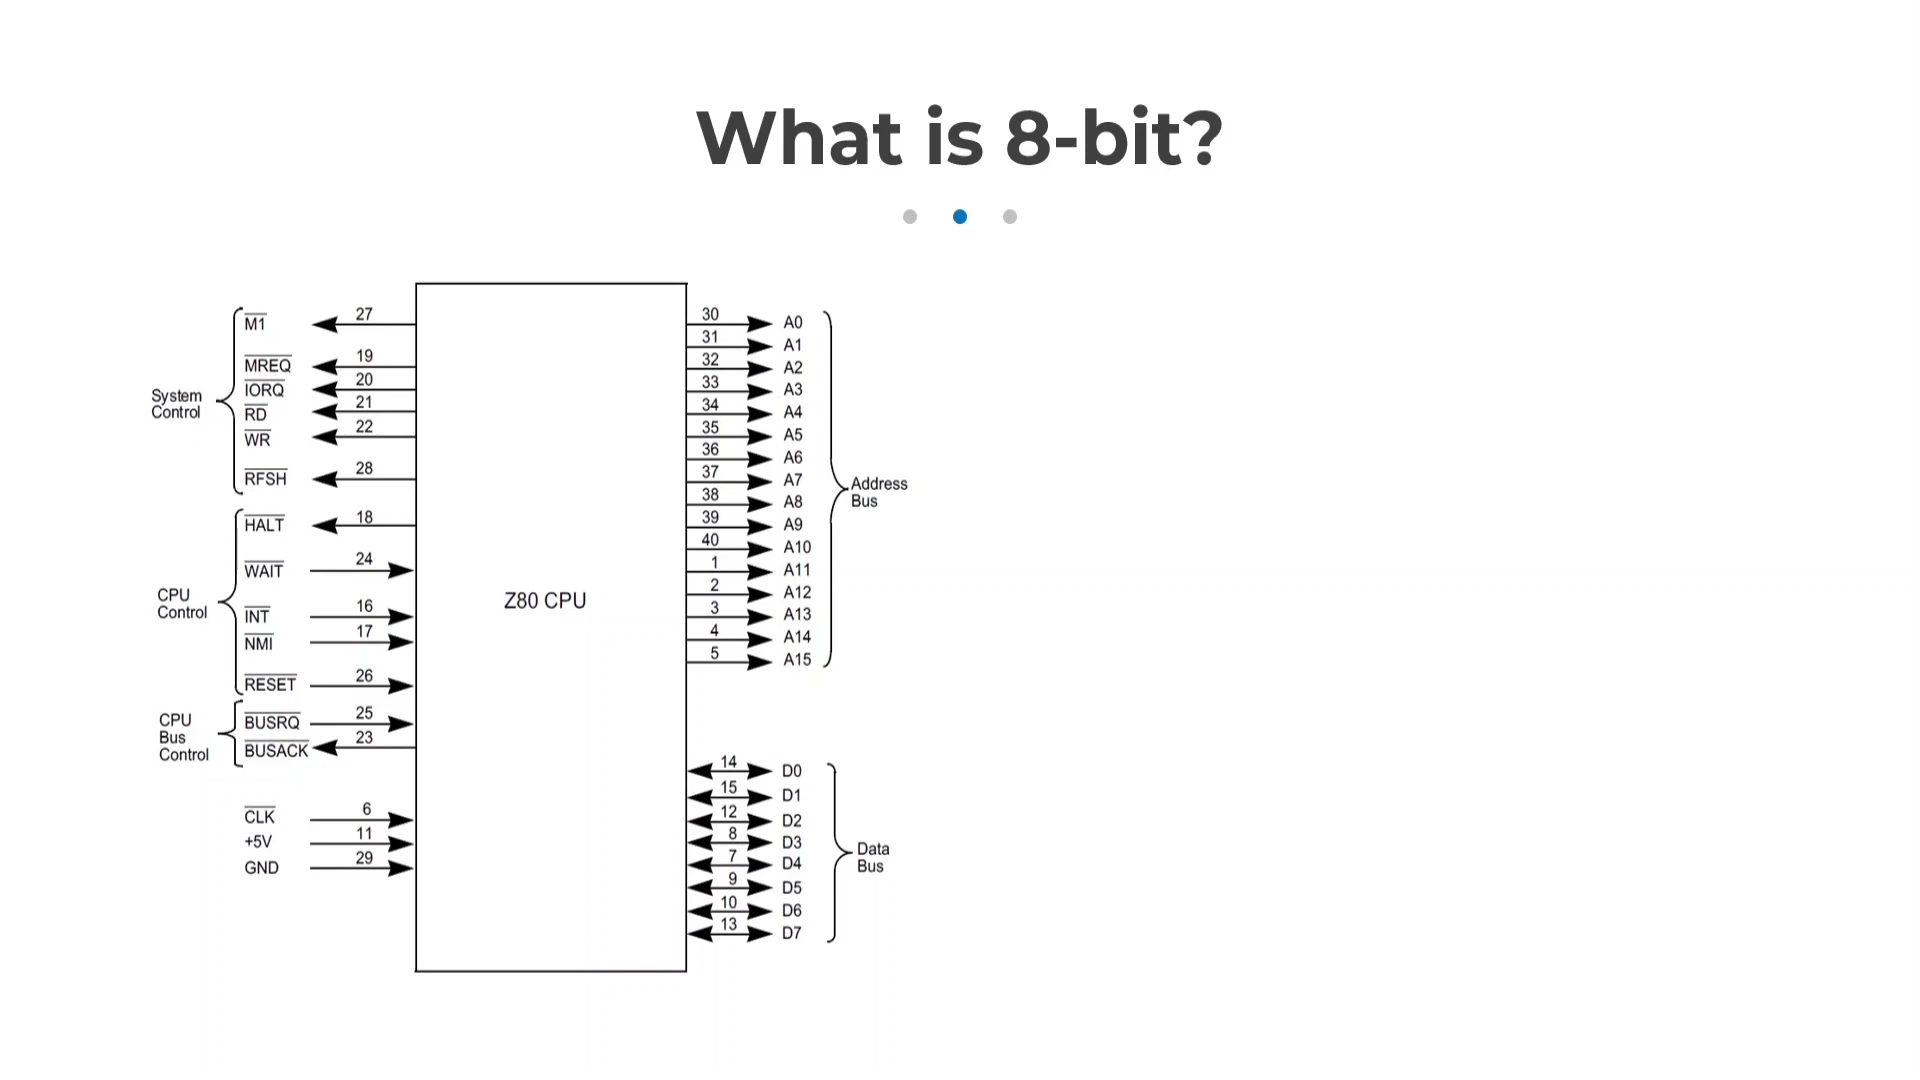 What is 8-bit?
System
Control
M1 27
MREQ 19
IORQ 20
RD 21
WR 22
RFSH 28
CPU
Control
HALT 18
WAIT 24
INT 16
NMI 17
RESET 26
CPU
Bus
Control
BUSRQ 25
BUSACK 23
CLK 6
+5V 11
GND 29
Z80 CPU
30 A0
31 A1
32 A2
33 A3
34 A4
35 A5
36 A6
37 A7
38 A8
39 A9
40 A10
1 A11
2 A12
3 A13
4 A14
5 A15
Address
Bus
14 D0
15 D1
12 D2
8 D3
7 D4
9 D5
10 D6
13 D7
Data
Bus